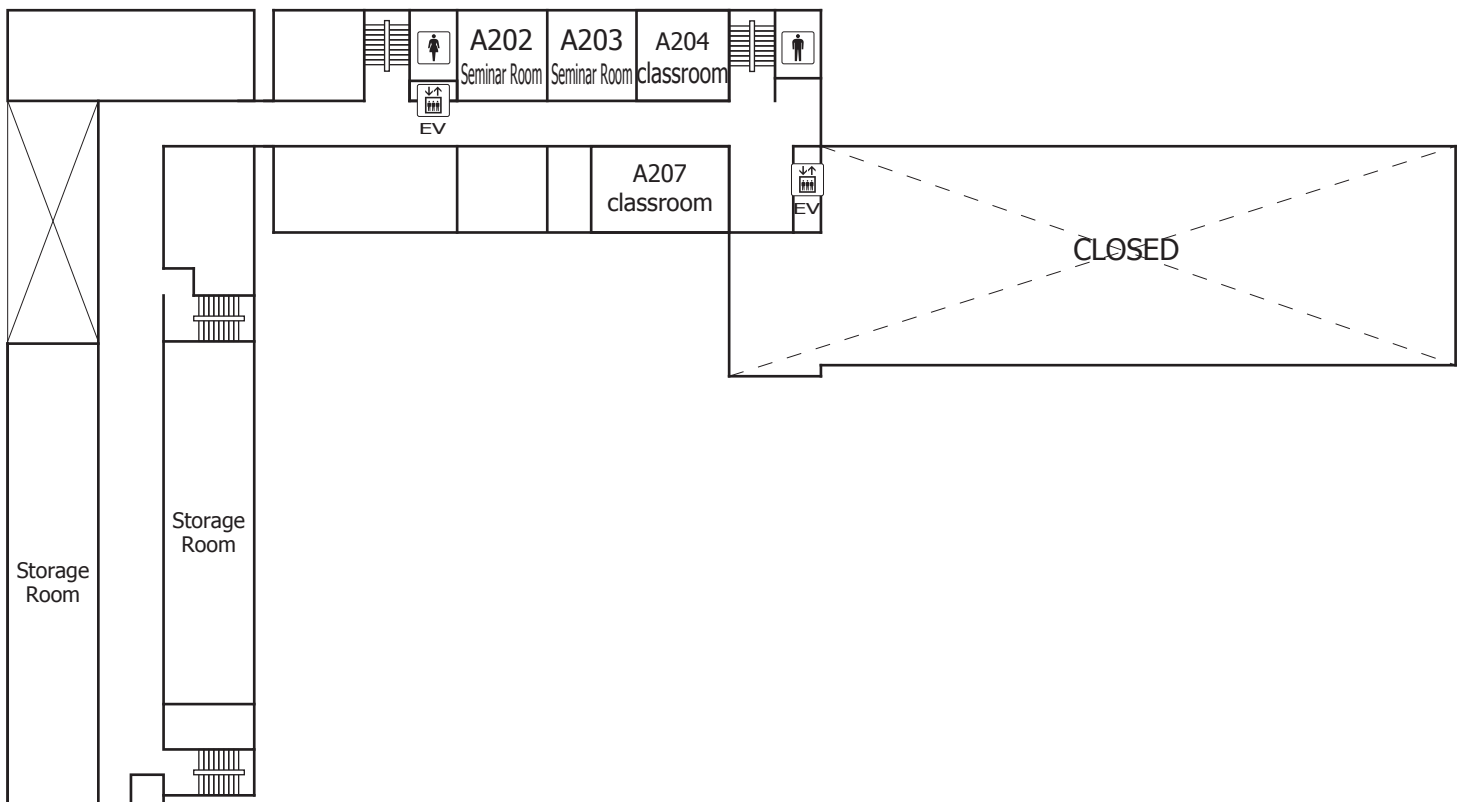 A202
Seminar Room
A203
Seminar Room
A204
classroom
EV
A207
classroom
EV
CLOSED
Storage
Room
Storage
Room